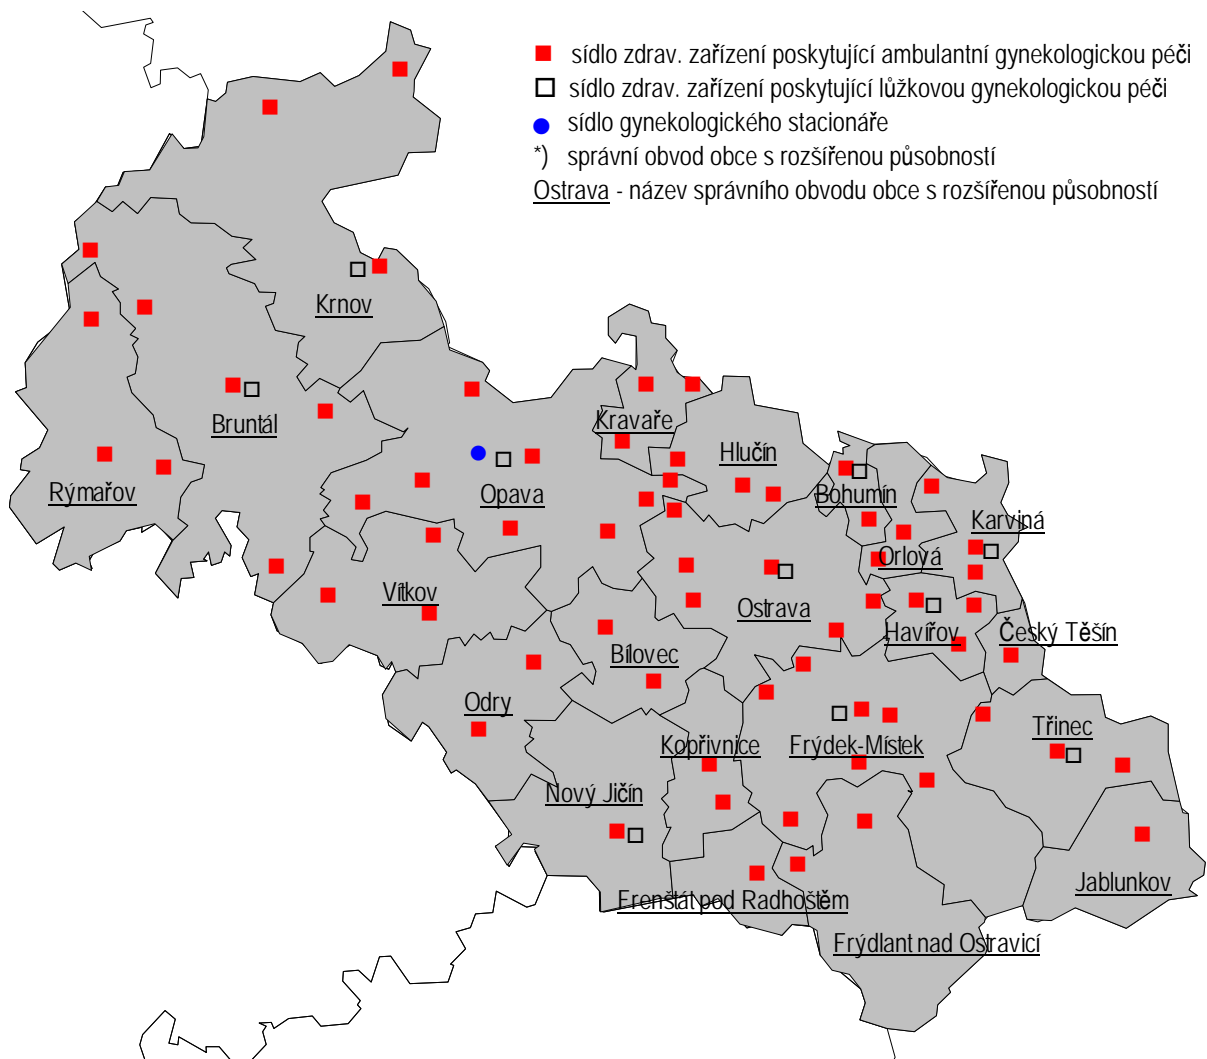 sídlo zdrav. zařízení poskytující ambulantní gynekologickou péči
sídlo zdrav. zařízení poskytující lůžkovou gynekologickou péči
sídlo gynekologického stacionáře
*) správní obvod obce s rozšířenou působností
Ostrava - název správního obvodu obce s rozšířenou působností
Krnov
Bruntál
Kravaře
Hlučín
Rýmařov
Opava
Bohumín
Karviná
Orlová
Vítkov
Ostrava
Havířov
Český Těšín
Bílovec
Odry
Kopřivnice
Frýdek-Místek
Třinec
Nový Jičín
Jablunkov
Frenštát pod Radhoštěm
Frýdlant nad Ostravicí